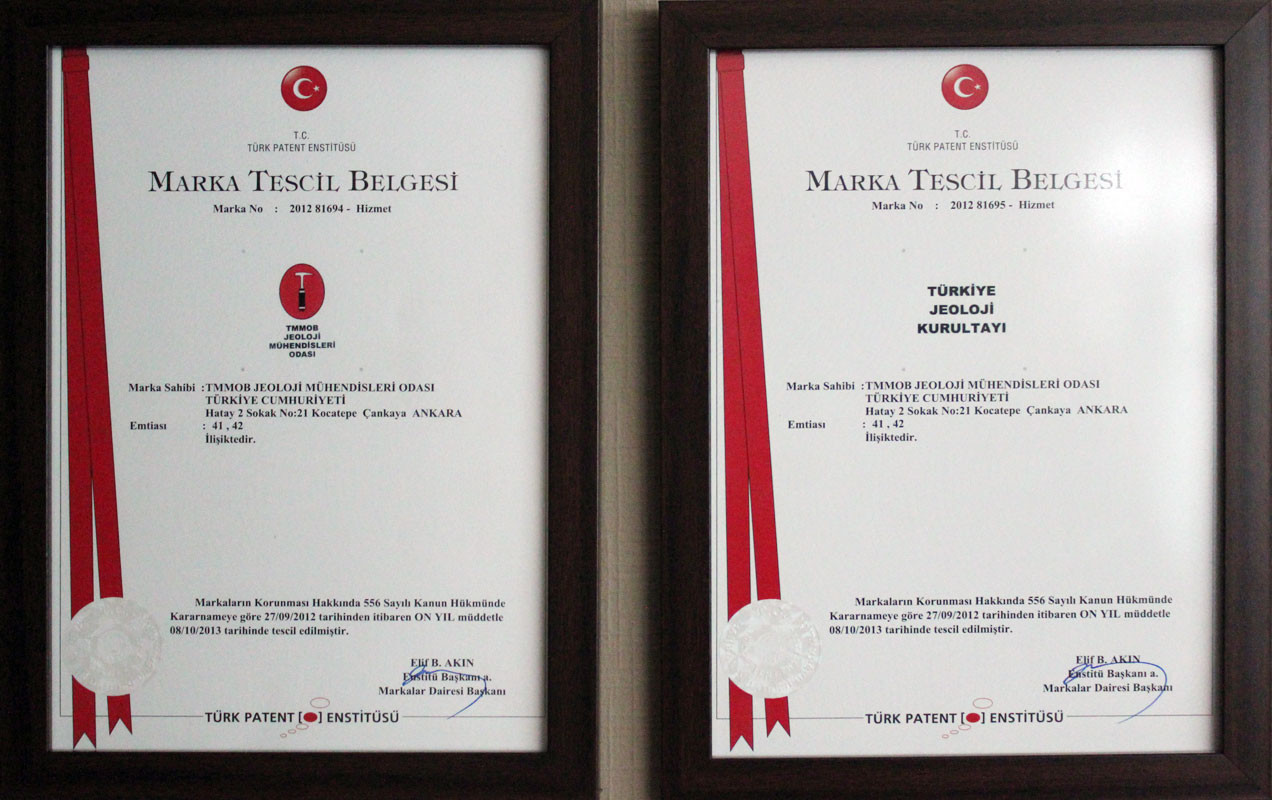 T.C.
TÜRK PATENT ENSTİTÜSÜ
MARKA TESCİL BELGESİ
Marka No : 2012 81694 - Hizmet
TMMOB
JEOLOJİ
MÜHENDİSLERİ
ODASI
Marka Sahibi :TMMOB JEOLOJİ MÜHENDİSLERİ ODASI
TÜRKİYE CUMHURİYETİ
Hatay 2 Sokak No:21 Kocatepe Çankaya ANKARA
Emtiası : 41 , 42
İlişiktedir.
Markaların Korunması Hakkında 556 Sayılı Kanun Hükmünde
Kararnameye göre 27/09/2012 tarihinden itibaren ON YIL müddetle
08/10/2013 tarihinde tescil edilmiştir.
Elif B. AKIN
Enstitü Başkanı a.
Markalar Dairesi Başkanı
TÜRK PATENT [ ] ENSTİTÜSÜ
T.C.
TÜRK PATENT ENSTİTÜSÜ
MARKA TESCİL BELGESİ
Marka No : 2012 81695 - Hizmet
TÜRKİYE
JEOLOJİ
KURULTAYI
Marka Sahibi :TMMOB JEOLOJİ MÜHENDİSLERİ ODASI
TÜRKİYE CUMHURİYETİ
Hatay 2 Sokak No:21 Kocatepe Çankaya ANKARA
Emtiası : 41 , 42
İlişiktedir.
Markaların Korunması Hakkında 556 Sayılı Kanun Hükmünde
Kararnameye göre 27/09/2012 tarihinden itibaren ON YIL müddetle
08/10/2013 tarihinde tescil edilmiştir.
Elif B. AKIN
Enstitü Başkanı a.
Markalar Dairesi Başkanı
TÜRK PATENT [ ] ENSTİTÜSÜ